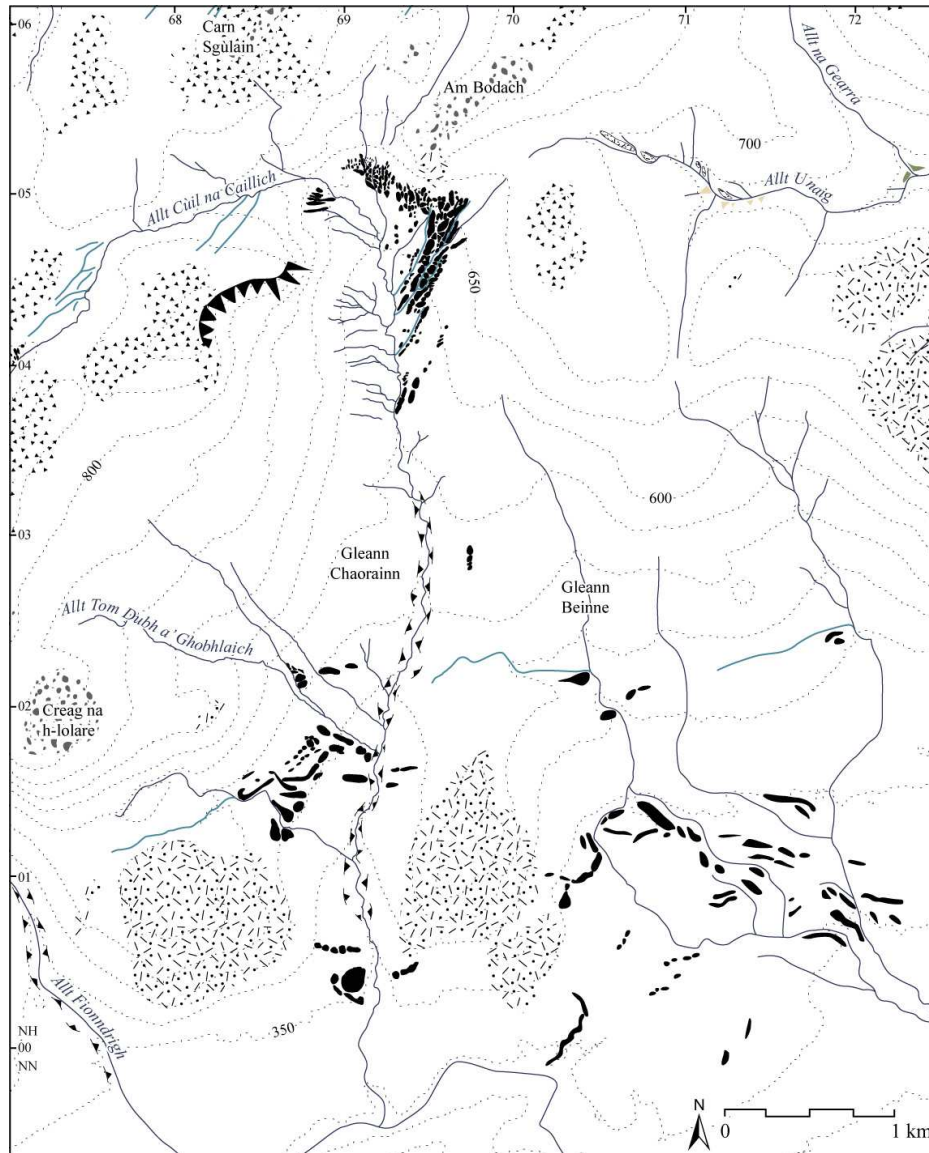 68
69
70
71
72
06
05
04
03
02
01
NH
00
NN
Carn
Sgùlain
Am Bodach
Allt na Gearra
700
Allt Ùnaig
Allt Cùil na Caillich
650
800
600
Gleann
Chaorainn
Gleann
Beinne
Allt Tom Dubh a' Ghobhlaich
Creag na
h-Iolare
Allt Fionndrigh
350
N
0
1 km